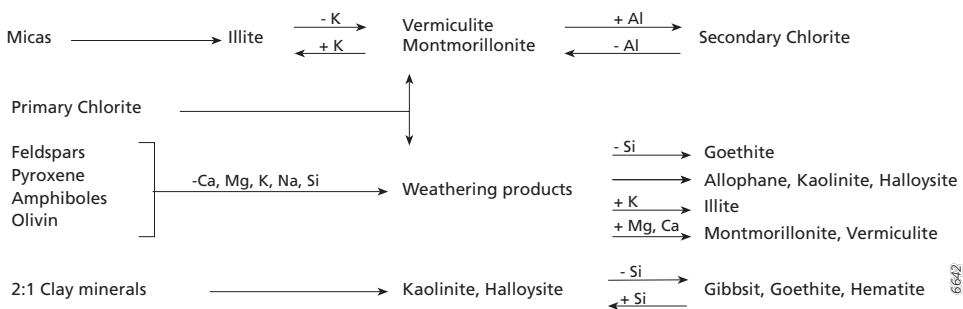 Micas
Illite
- K
+ K
Vermiculite
Montmorillonite
+ Al
- Al
Secondary Chlorite
Primary Chlorite
Feldspars
Pyroxene
Amphiboles
Olivin
-Ca, Mg, K, Na, Si
Weathering products
- Si
Goethite
Allophane, Kaolinite, Halloysite
+ K
Illite
+ Mg, Ca
Montmorillonite, Vermiculite
2:1 Clay minerals
Kaolinite, Halloysite
- Si
+ Si
Gibbsit, Goethite, Hematite
6642